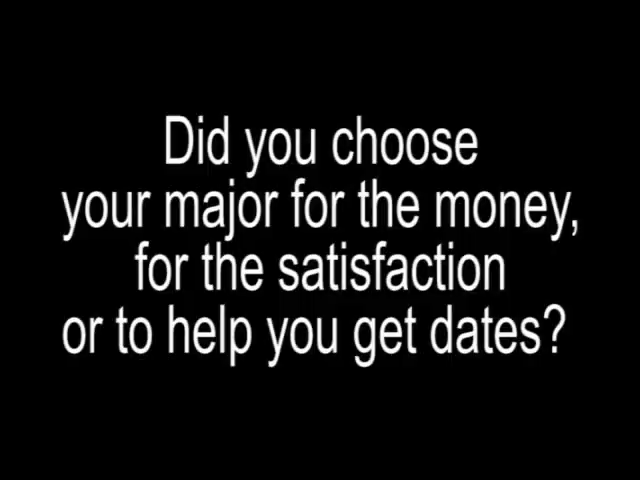 Did you choose
your major for the money,
for the satisfaction
or to help you get dates?